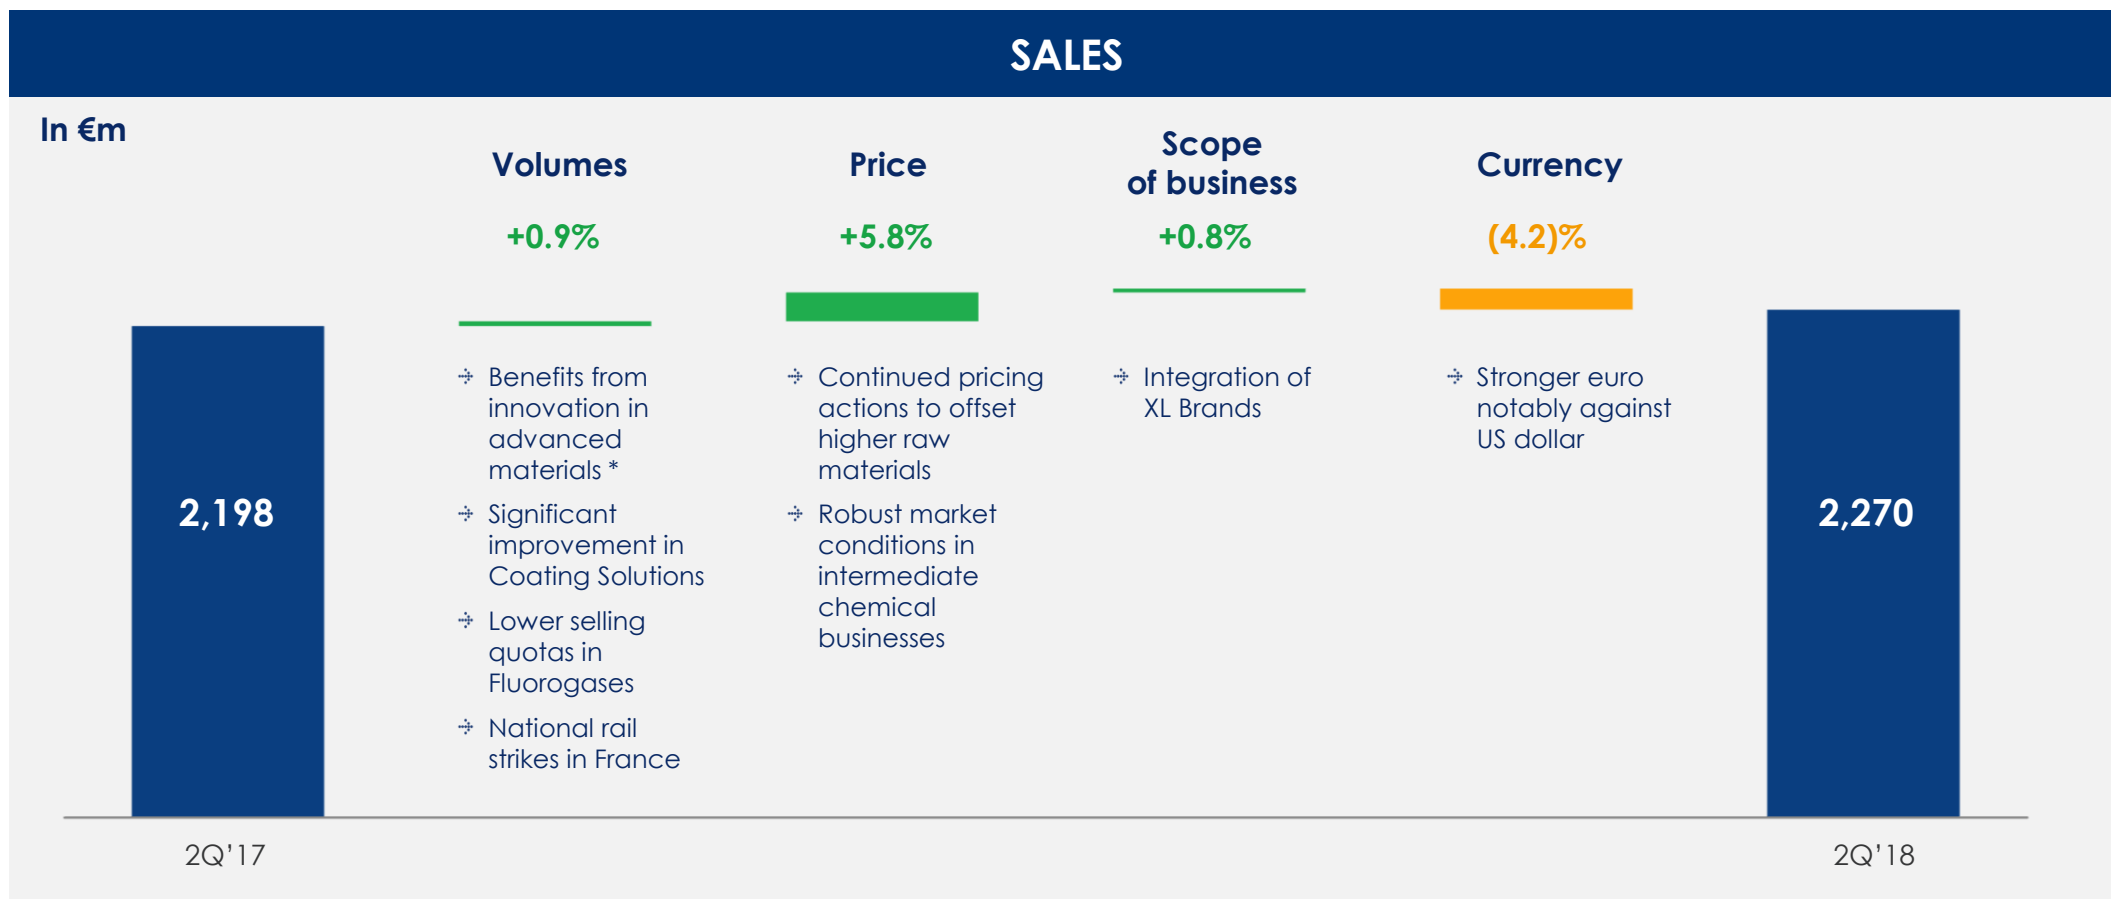 SALES
In €m
Volumes
+0.9%
Benefits from
innovation in
advanced
materials *
Significant
improvement in
Coating Solutions
Lower selling
quotas in
Fluorogases
National rail
strikes in France
Price
+5.8%
Continued pricing
actions to offset
higher raw
materials
Robust market
conditions in
intermediate
chemical
businesses
Scope
of business
+0.8%
Integration of
XL Brands
Currency
(4.2)%
Stronger euro
notably against
US dollar
2,198
2Q’17
2,270
2Q’18